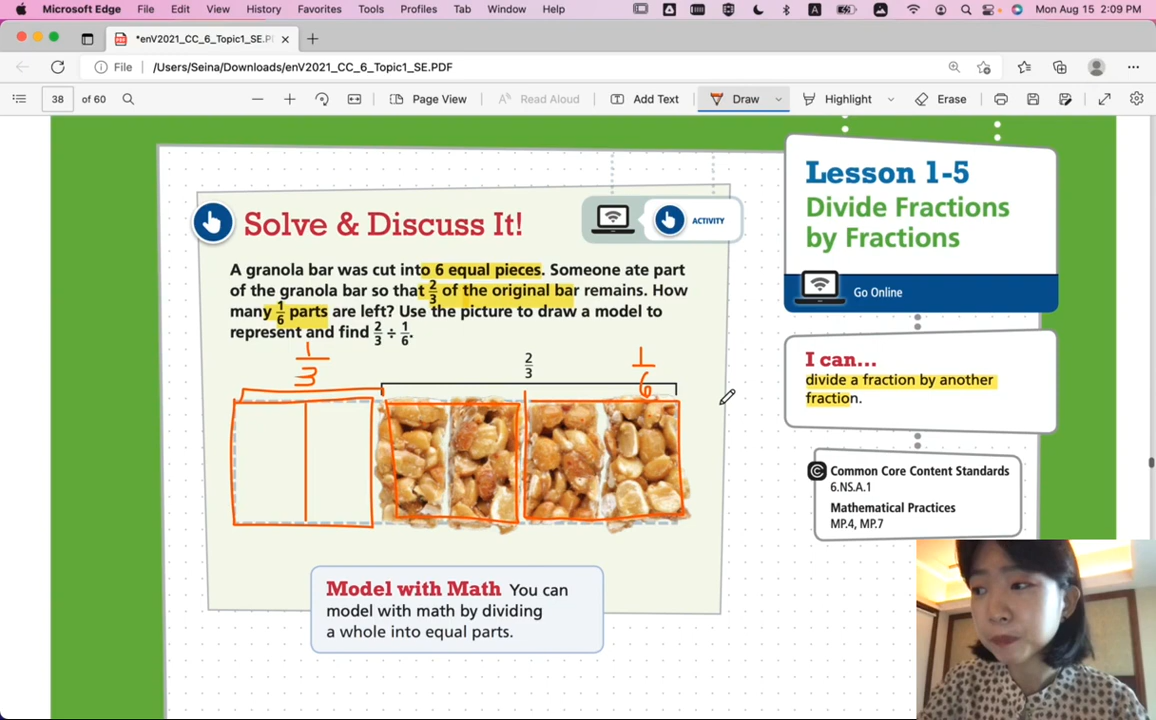 Microsoft Edge File Edit View History Favorites Tools Profiles Tab Window Help A Mon Aug 15 2:09 PM
*enV2021_CC_6_Topic1_SE.P
File /Users/Seina/Downloads/enV2021_CC_6_Topic1_SE.PDF
38 of 60 Page View Read Aloud Add Text Draw Highlight Erase
Solve & Discuss It!
ACTIVITY
A granola bar was cut into 6 equal pieces. Someone ate part
of the granola bar so that 2/3 of the original bar remains. How
many 1/6 parts are left? Use the picture to draw a model to
represent and find 2/3 ÷ 1/6.
1/3
2/3
1/6
Model with Math You can
model with math by dividing
a whole into equal parts.
Lesson 1-5
Divide Fractions
by Fractions
Go Online
I can...
divide a fraction by another
fraction.
C Common Core Content Standards
6.NS.A.1
Mathematical Practices
MP.4, MP.7